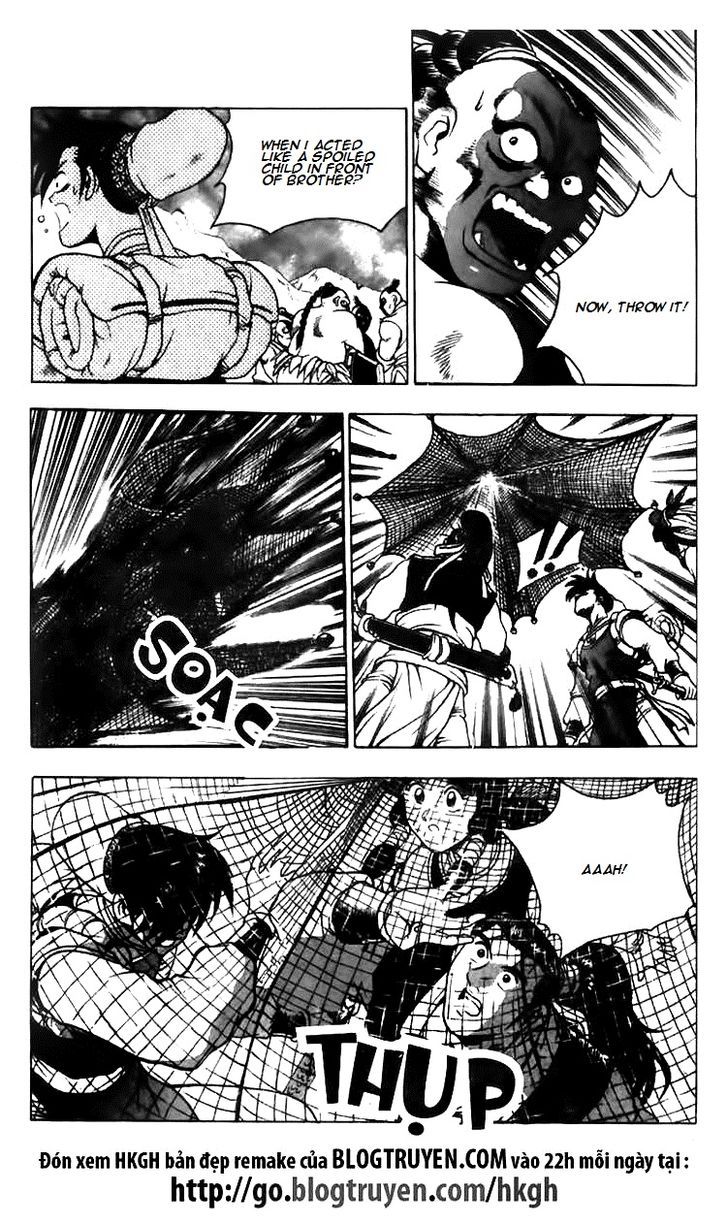 WHEN I ACTED
LIKE A SPOILED
CHILD IN FRONT
OF BROTHER?
NOW, THROW IT!
SOẠC
!!
AAAH!
THỤP
Đón xem HKGH bản đẹp remake của BLOGTRUYEN.COM vào 22h mỗi ngày tại :
http://go.blogtruyen.com/hkgh